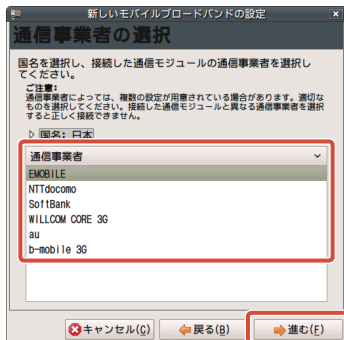 新しいモバイルブロードバンドの設定
通信事業者の選択
国名を選択し、接続した通信モジュールの通信事業者を選択し
てください。
ご注意:
通信事業者によっては、複数の設定が用意されている場合があります。適切な
ものを選択してください。接続した通信モジュールと異なる通信事業者を選択
すると正しく接続できません。
国名: 日本
通信事業者
EMOBILE
NTTdocomo
SoftBank
WILLCOM CORE 3G
au
b-mobile 3G
キャンセル(C) 戻る(B) 進む(F)